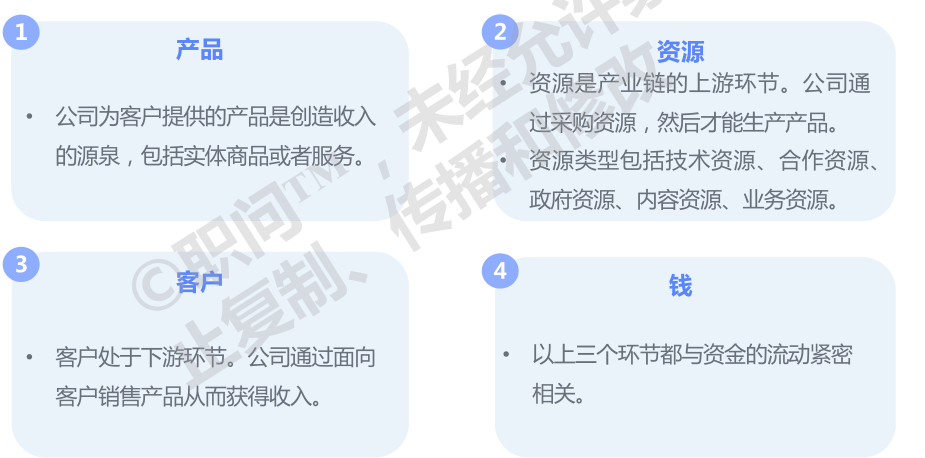 1
产品
• 公司为客户提供的产品是创造收入
的源泉，包括实体商品或者服务。
2
资源
• 资源是产业链的上游环节。公司通
过采购资源，然后才能生产产品。
• 资源类型包括技术资源、合作资源、
政府资源、内容资源、业务资源。
3
客户
• 客户处于下游环节。公司通过面向
客户销售产品从而获得收入。
4
钱
• 以上三个环节都与资金的流动紧密
相关。
©职问™，未经允许
止复制、传播和修改